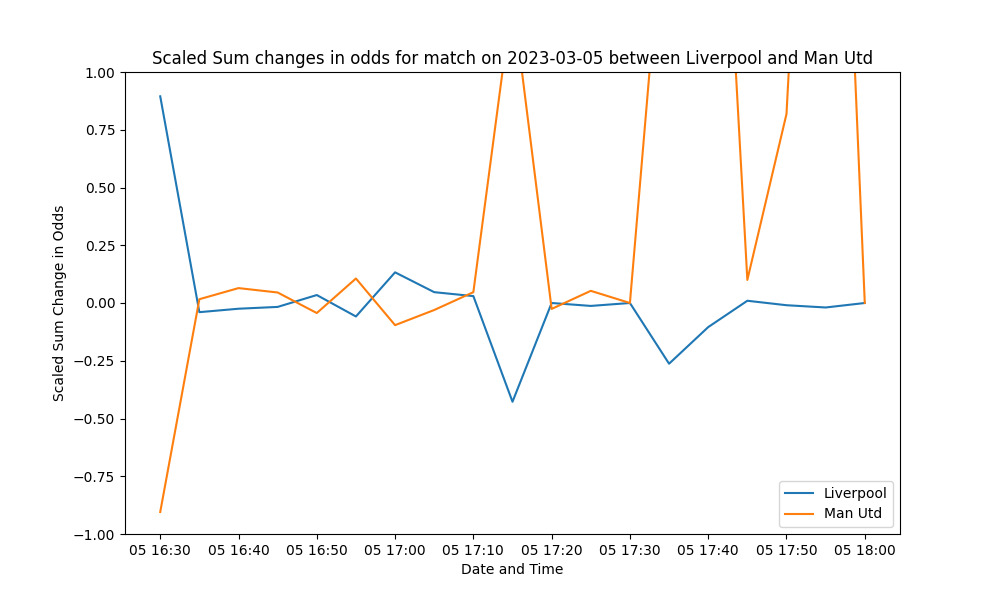 Scaled Sum changes in odds for match on 2023-03-05 between Liverpool and Man Utd
Scaled Sum Change in Odds
1.00
0.75
0.50
0.25
0.00
−0.25
−0.50
−0.75
−1.00
Liverpool
Man Utd
05 16:30 05 16:40 05 16:50 05 17:00 05 17:10 05 17:20 05 17:30 05 17:40 05 17:50 05 18:00
Date and Time